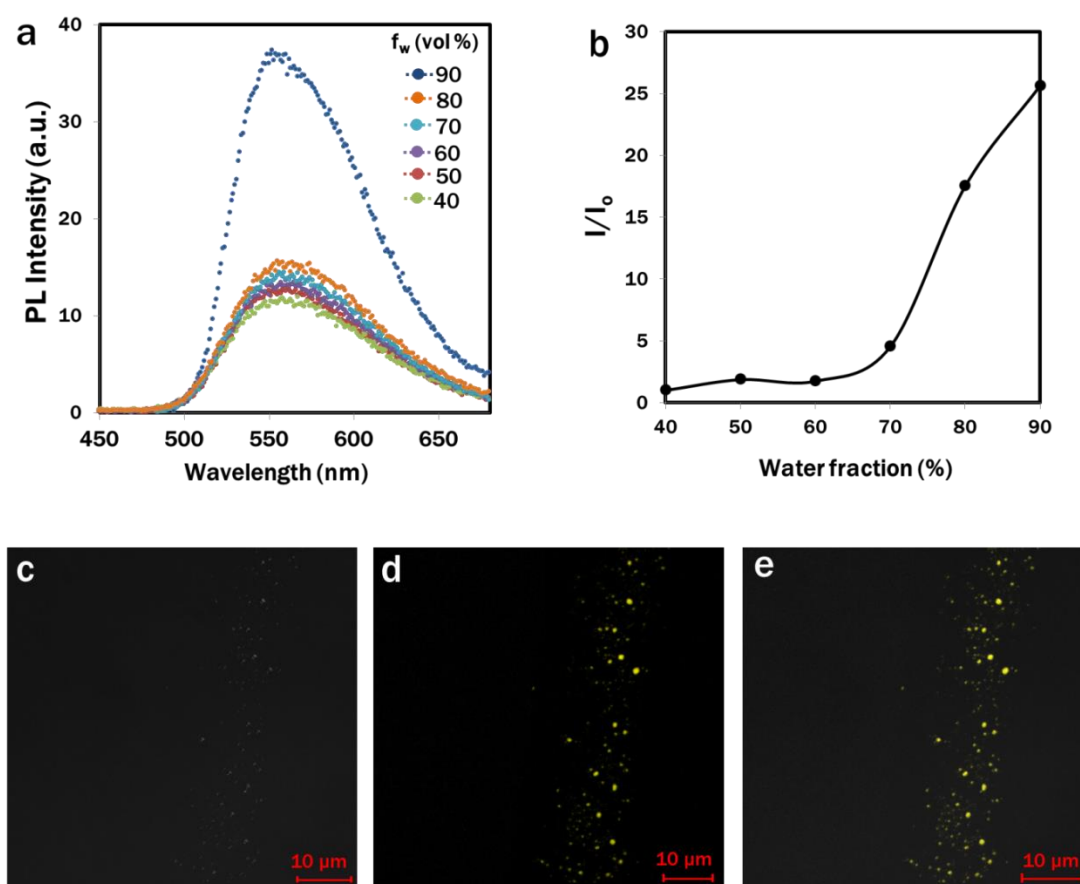 a
40
30
20
10
0
PL Intensity (a.u.)
450 500 550 600 650
Wavelength (nm)
fw (vol %)
90
80
70
60
50
40
b
30
25
20
15
10
5
0
I/Io
40 50 60 70 80 90
Water fraction (%)
c
10 µm
d
10 µm
e
10 µm